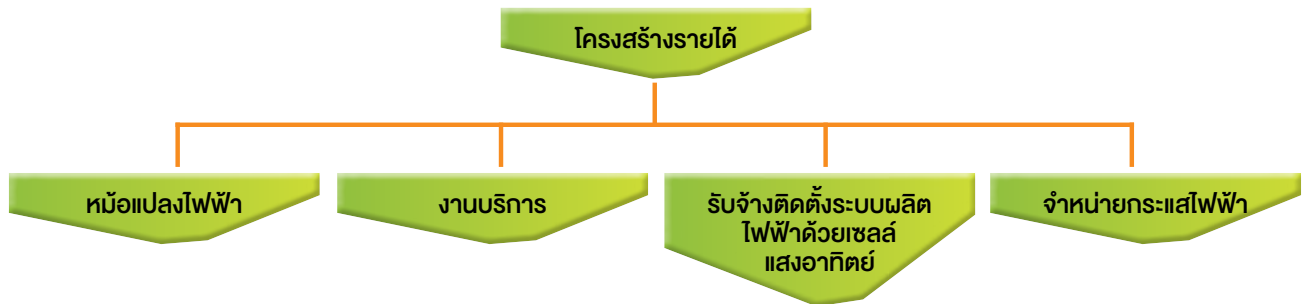 โครงสร้างรายได้
หม้อแปลงไฟฟ้า
งานบริการ
รับจ้างติดตั้งระบบผลิต
ไฟฟ้าด้วยเซลล์
แสงอาทิตย์
จำหน่ายกระแสไฟฟ้า